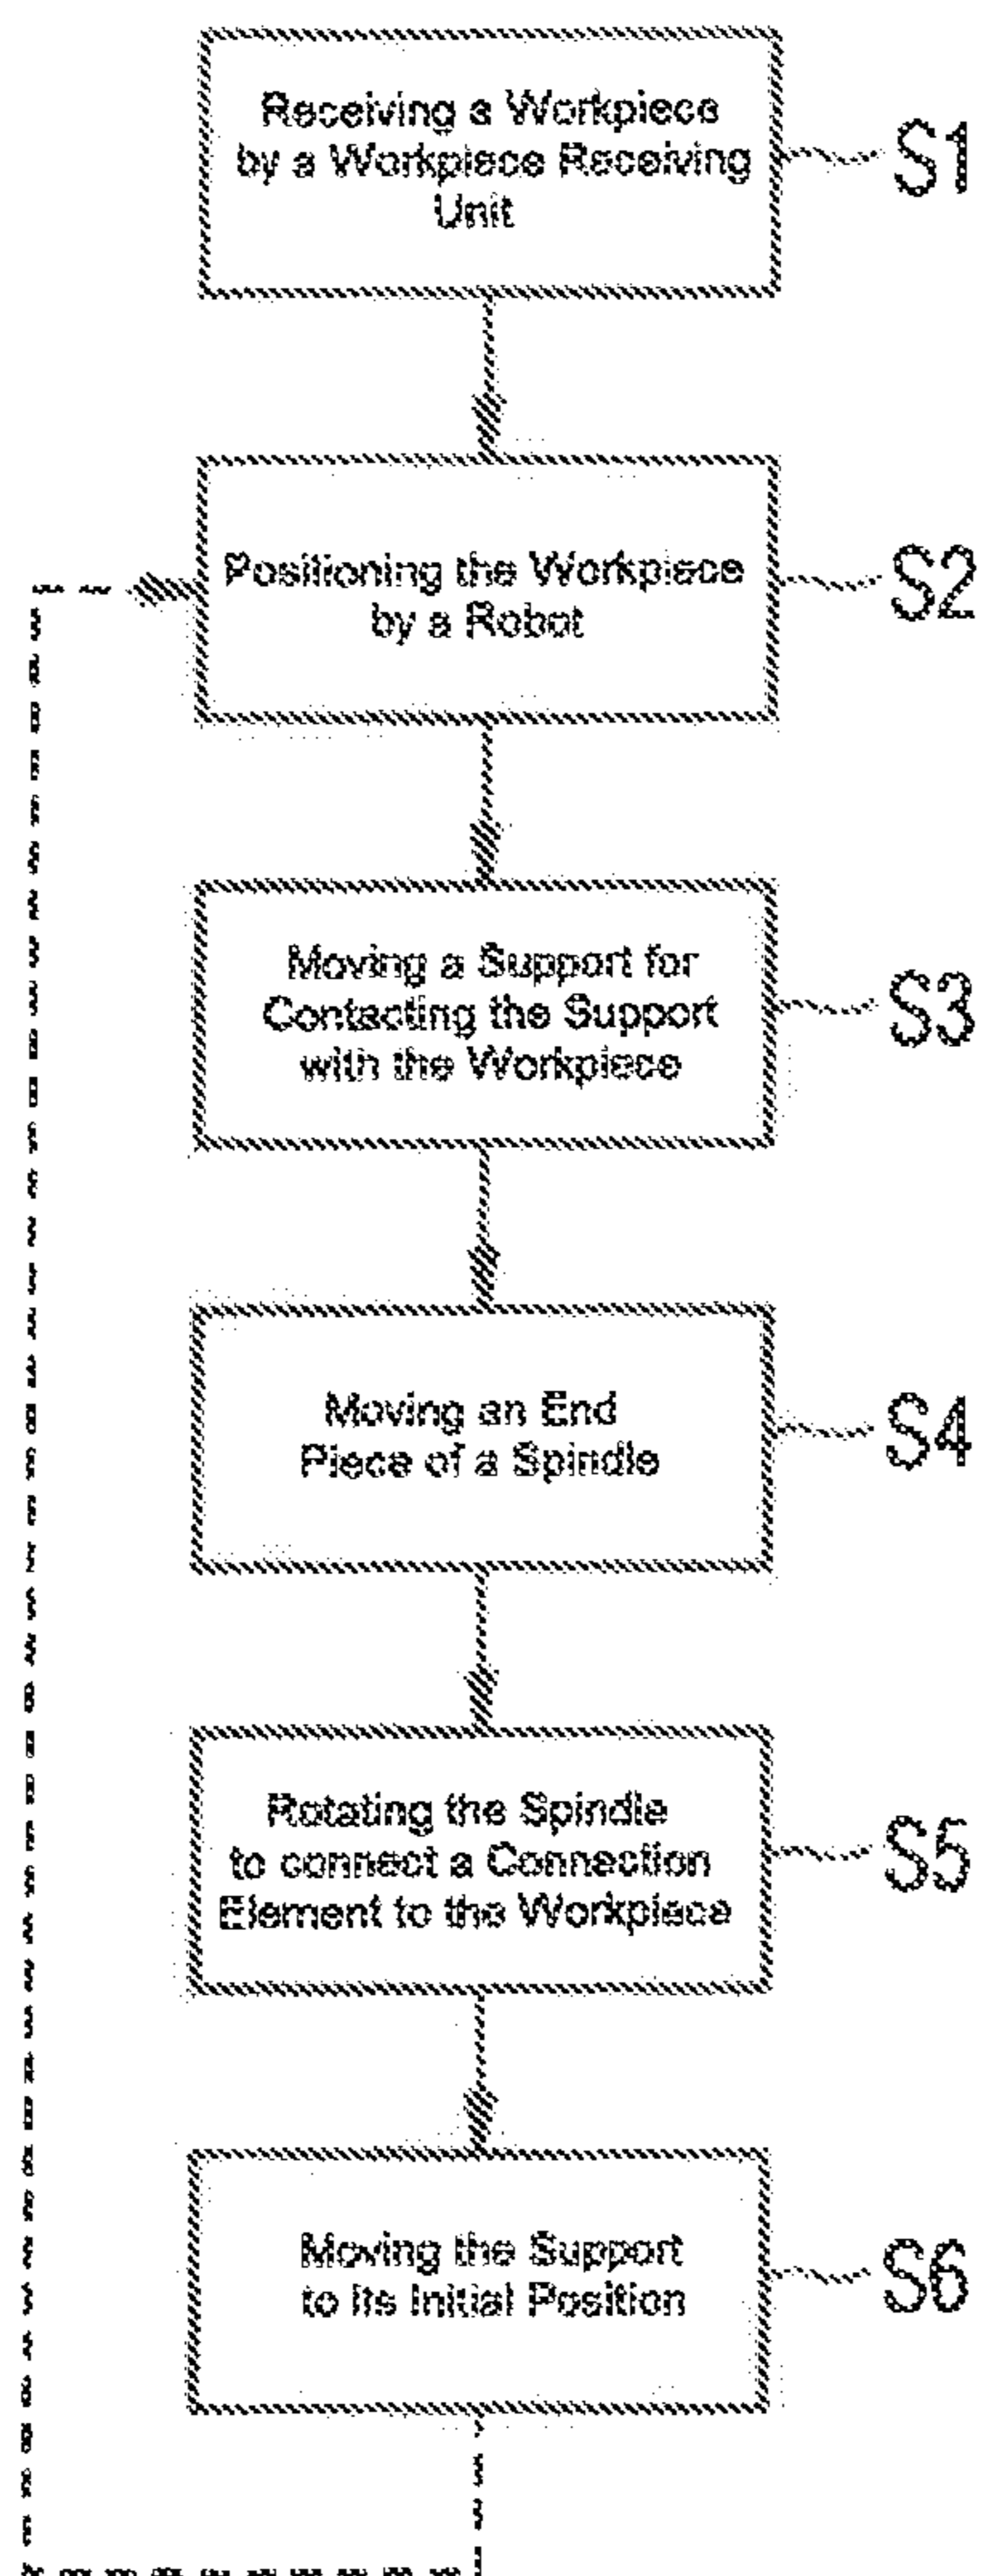 Receiving a Workpiece
by a Workpiece Receiving
Unit
S1
Positioning the Workpiece
by a Robot
S2
Moving a Support for
Contacting the Support
with the Workpiece
S3
Moving an End
Piece of a Spindle
S4
Rotating the Spindle
to connect a Connection
Element to the Workpiece
S5
Moving the Support
to its Initial Position
S6